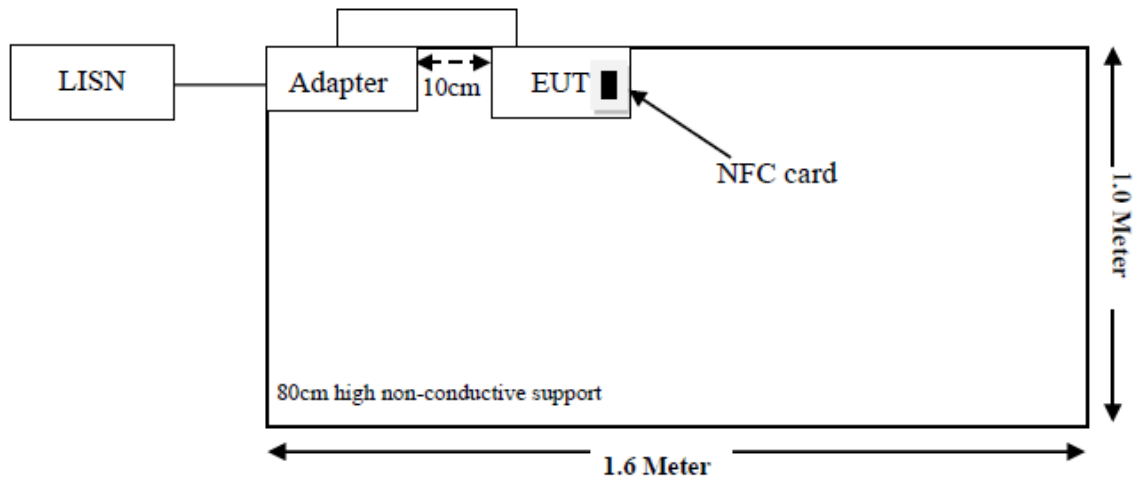 LISN
Adapter
10cm
EUT
NFC card
1.0 Meter
80cm high non-conductive support
1.6 Meter